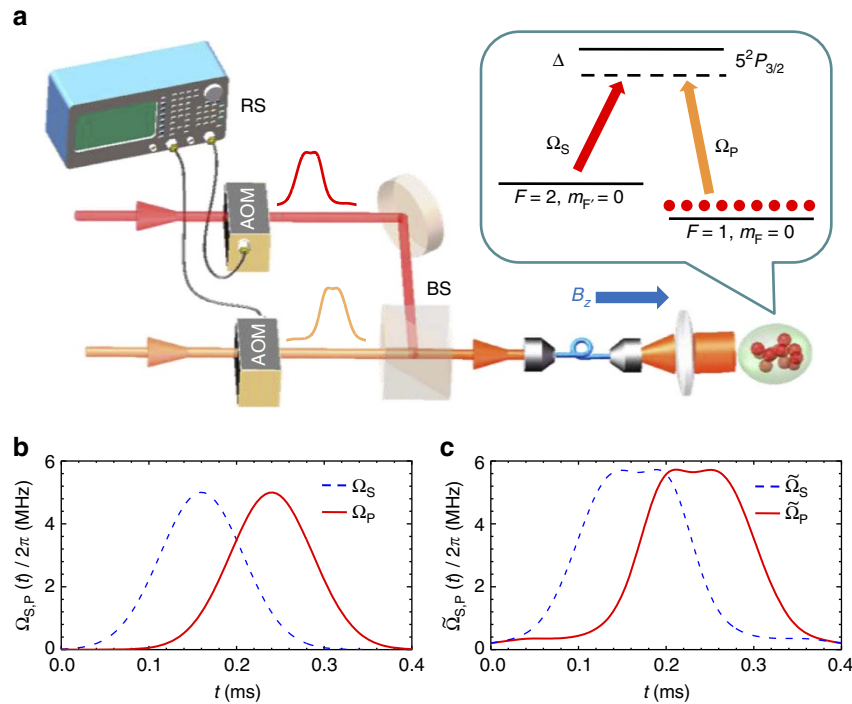 a
RS
AOM
AOM
BS
Δ
5²P₃/₂
Ω_S
Ω_P
F = 2, m_F′ = 0
F = 1, m_F = 0
B_z
b
Ω_S,P (t) / 2π (MHz)
6
4
2
0
0.0 0.1 0.2 0.3 0.4
t (ms)
Ω_S
Ω_P
c
Ω̃_S,P (t) / 2π (MHz)
6
4
2
0
0.0 0.1 0.2 0.3 0.4
t (ms)
Ω̃_S
Ω̃_P